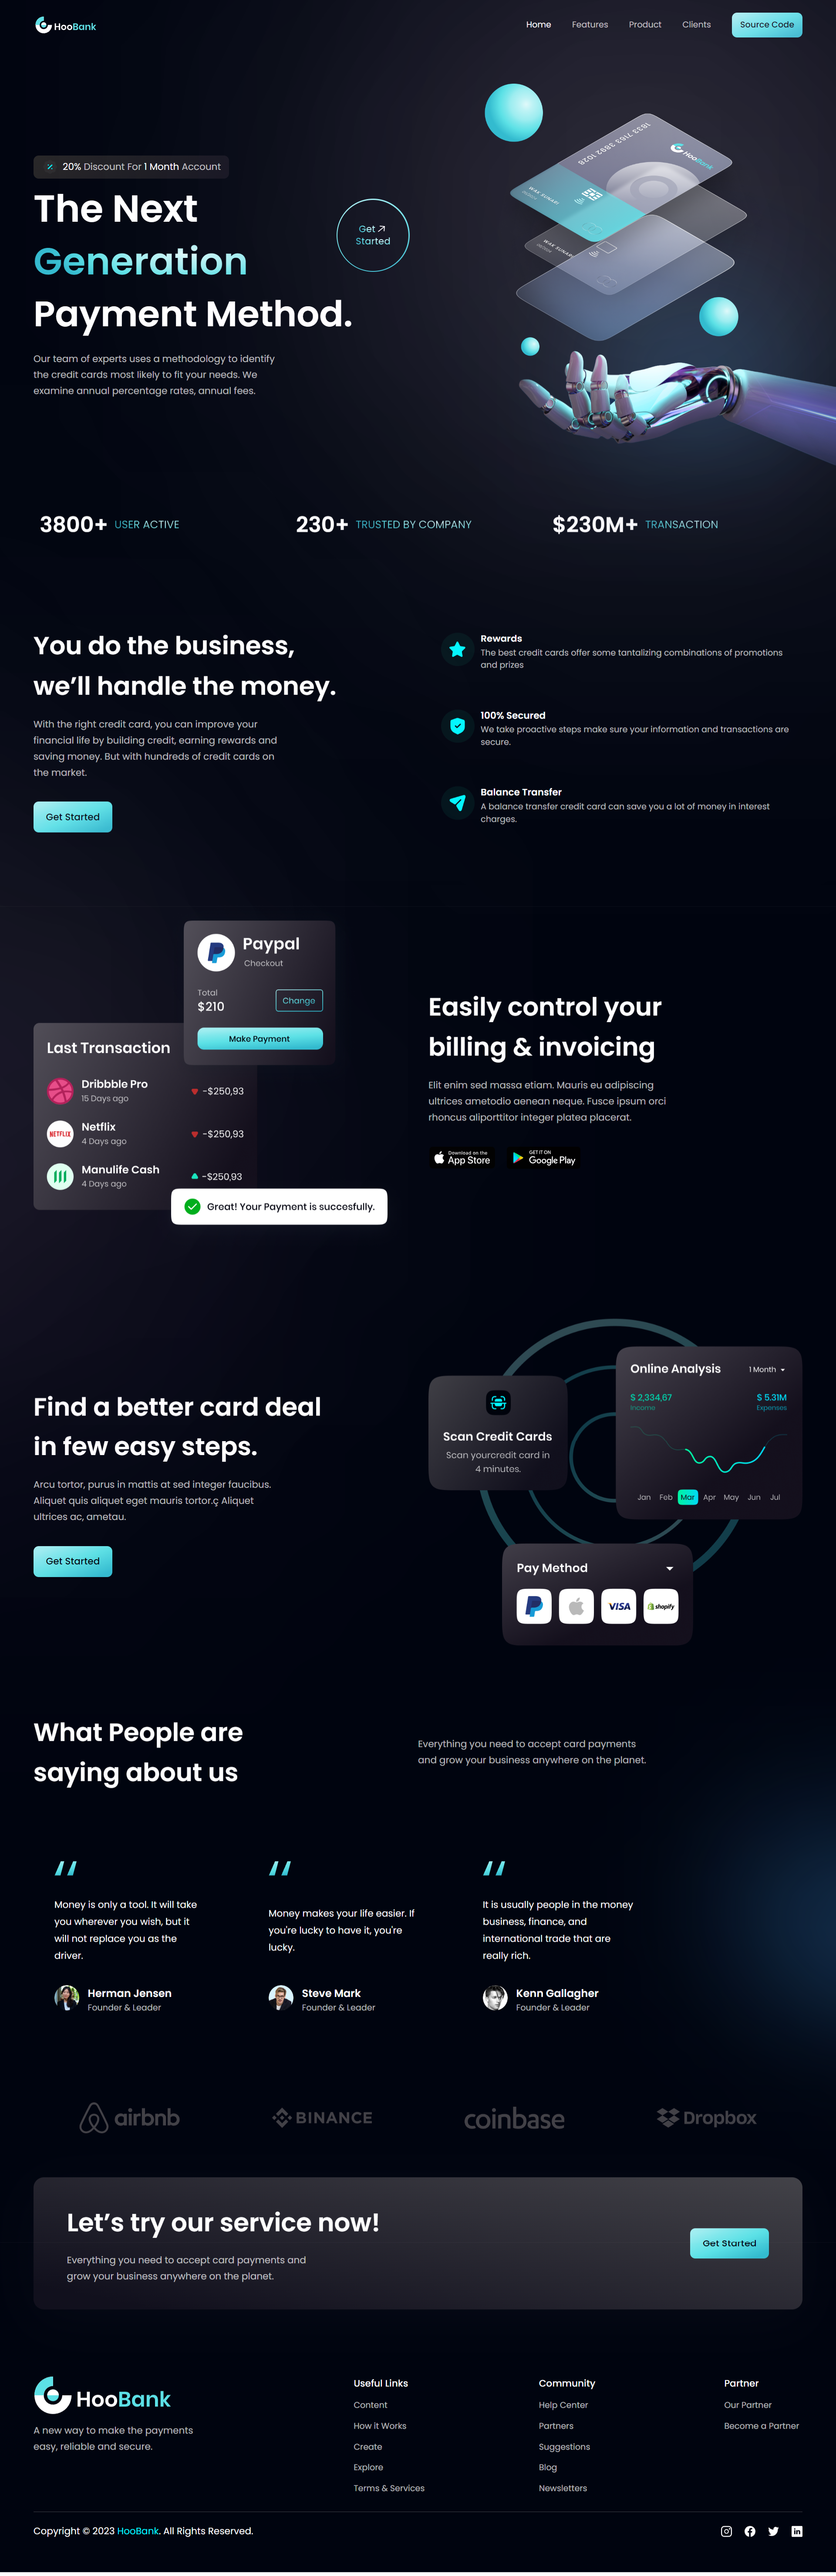 HooBank
Home Features Product Clients Source Code
20% Discount For 1 Month Account
The Next
Generation
Payment Method.
Get
Started
Our team of experts uses a methodology to identify
the credit cards most likely to fit your needs. We
examine annual percentage rates, annual fees.
HooBank
3800+ USER ACTIVE
230+ TRUSTED BY COMPANY
$230M+ TRANSACTION
You do the business,
we’ll handle the money.
With the right credit card, you can improve your
financial life by building credit, earning rewards and
saving money. But with hundreds of credit cards on
the market.
Get Started
Rewards
The best credit cards offer some tantalizing combinations of promotions
and prizes
100% Secured
We take proactive steps make sure your information and transactions are
secure.
Balance Transfer
A balance transfer credit card can save you a lot of money in interest
charges.
Paypal
Checkout
Total
$210
Change
Make Payment
Last Transaction
Dribbble Pro
15 Days ago
-$250,93
NETFLIX
Netflix
4 Days ago
-$250,93
Manulife Cash
4 Days ago
-$250,93
Great! Your Payment is succesfully.
Easily control your
billing & invoicing
Elit enim sed massa etiam. Mauris eu adipiscing
ultrices ametodio aenean neque. Fusce ipsum orci
rhoncus aliporttitor integer platea placerat.
Download on the
App Store
GET IT ON
Google Play
Find a better card deal
in few easy steps.
Arcu tortor, purus in mattis at sed integer faucibus.
Aliquet quis aliquet eget mauris tortor.ç Aliquet
ultrices ac, ametau.
Get Started
Scan Credit Cards
Scan yourcredit card in
4 minutes.
Online Analysis
1 Month
$ 2,334,67
Income
$ 5.31M
Expenses
Jan Feb Mar Apr May Jun Jul
Pay Method
VISA
shopify
What People are
saying about us
Everything you need to accept card payments
and grow your business anywhere on the planet.
Money is only a tool. It will take
you wherever you wish, but it
will not replace you as the
driver.
Herman Jensen
Founder & Leader
Money makes your life easier. If
you're lucky to have it, you're
lucky.
Steve Mark
Founder & Leader
It is usually people in the money
business, finance, and
international trade that are
really rich.
Kenn Gallagher
Founder & Leader
airbnb
BINANCE
coinbase
Dropbox
Let’s try our service now!
Everything you need to accept card payments and
grow your business anywhere on the planet.
Get Started
HooBank
A new way to make the payments
easy, reliable and secure.
Useful Links
Content
How it Works
Create
Explore
Terms & Services
Community
Help Center
Partners
Suggestions
Blog
Newsletters
Partner
Our Partner
Become a Partner
Copyright © 2023 HooBank. All Rights Reserved.